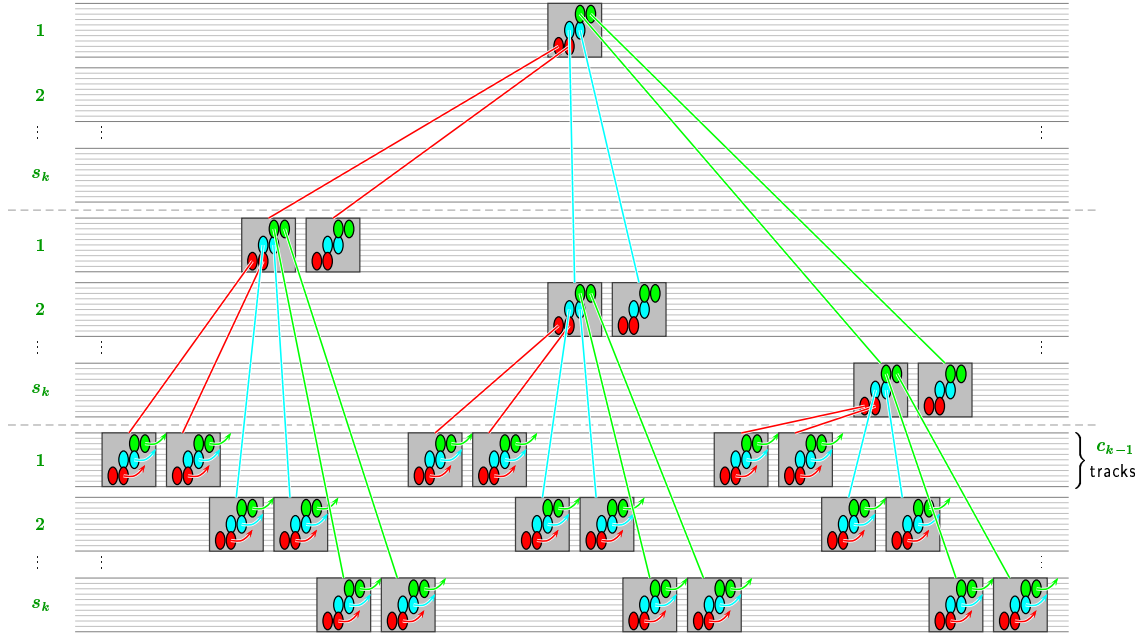 1
2
⋮ ⋮ ⋮
s_k
1
2
⋮ ⋮ ⋮
s_k
1 c_{k−1}
tracks
2
⋮ ⋮ ⋮
s_k